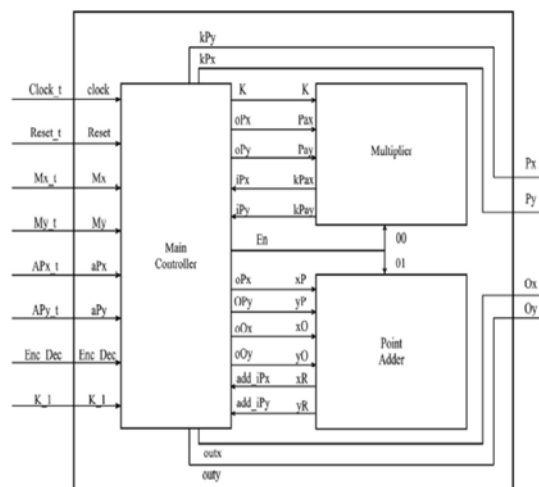 kPy
kPx
Clock_t clock K K
Reset_t Reset oPx Pax
oPy Pay Multiplier
Mx_t Mx iPx kPax Px
My_t My iPy kPay Py
Main Controller En 00
01
APx_t aPx oPx xP
APy_t aPy OPy yP Ox
oOx xO Oy
Point Adder
Enc_Dec Enc_Dec oOy yO
add_iPx xR
K_1 K_1 add_iPy yR
outx
outy